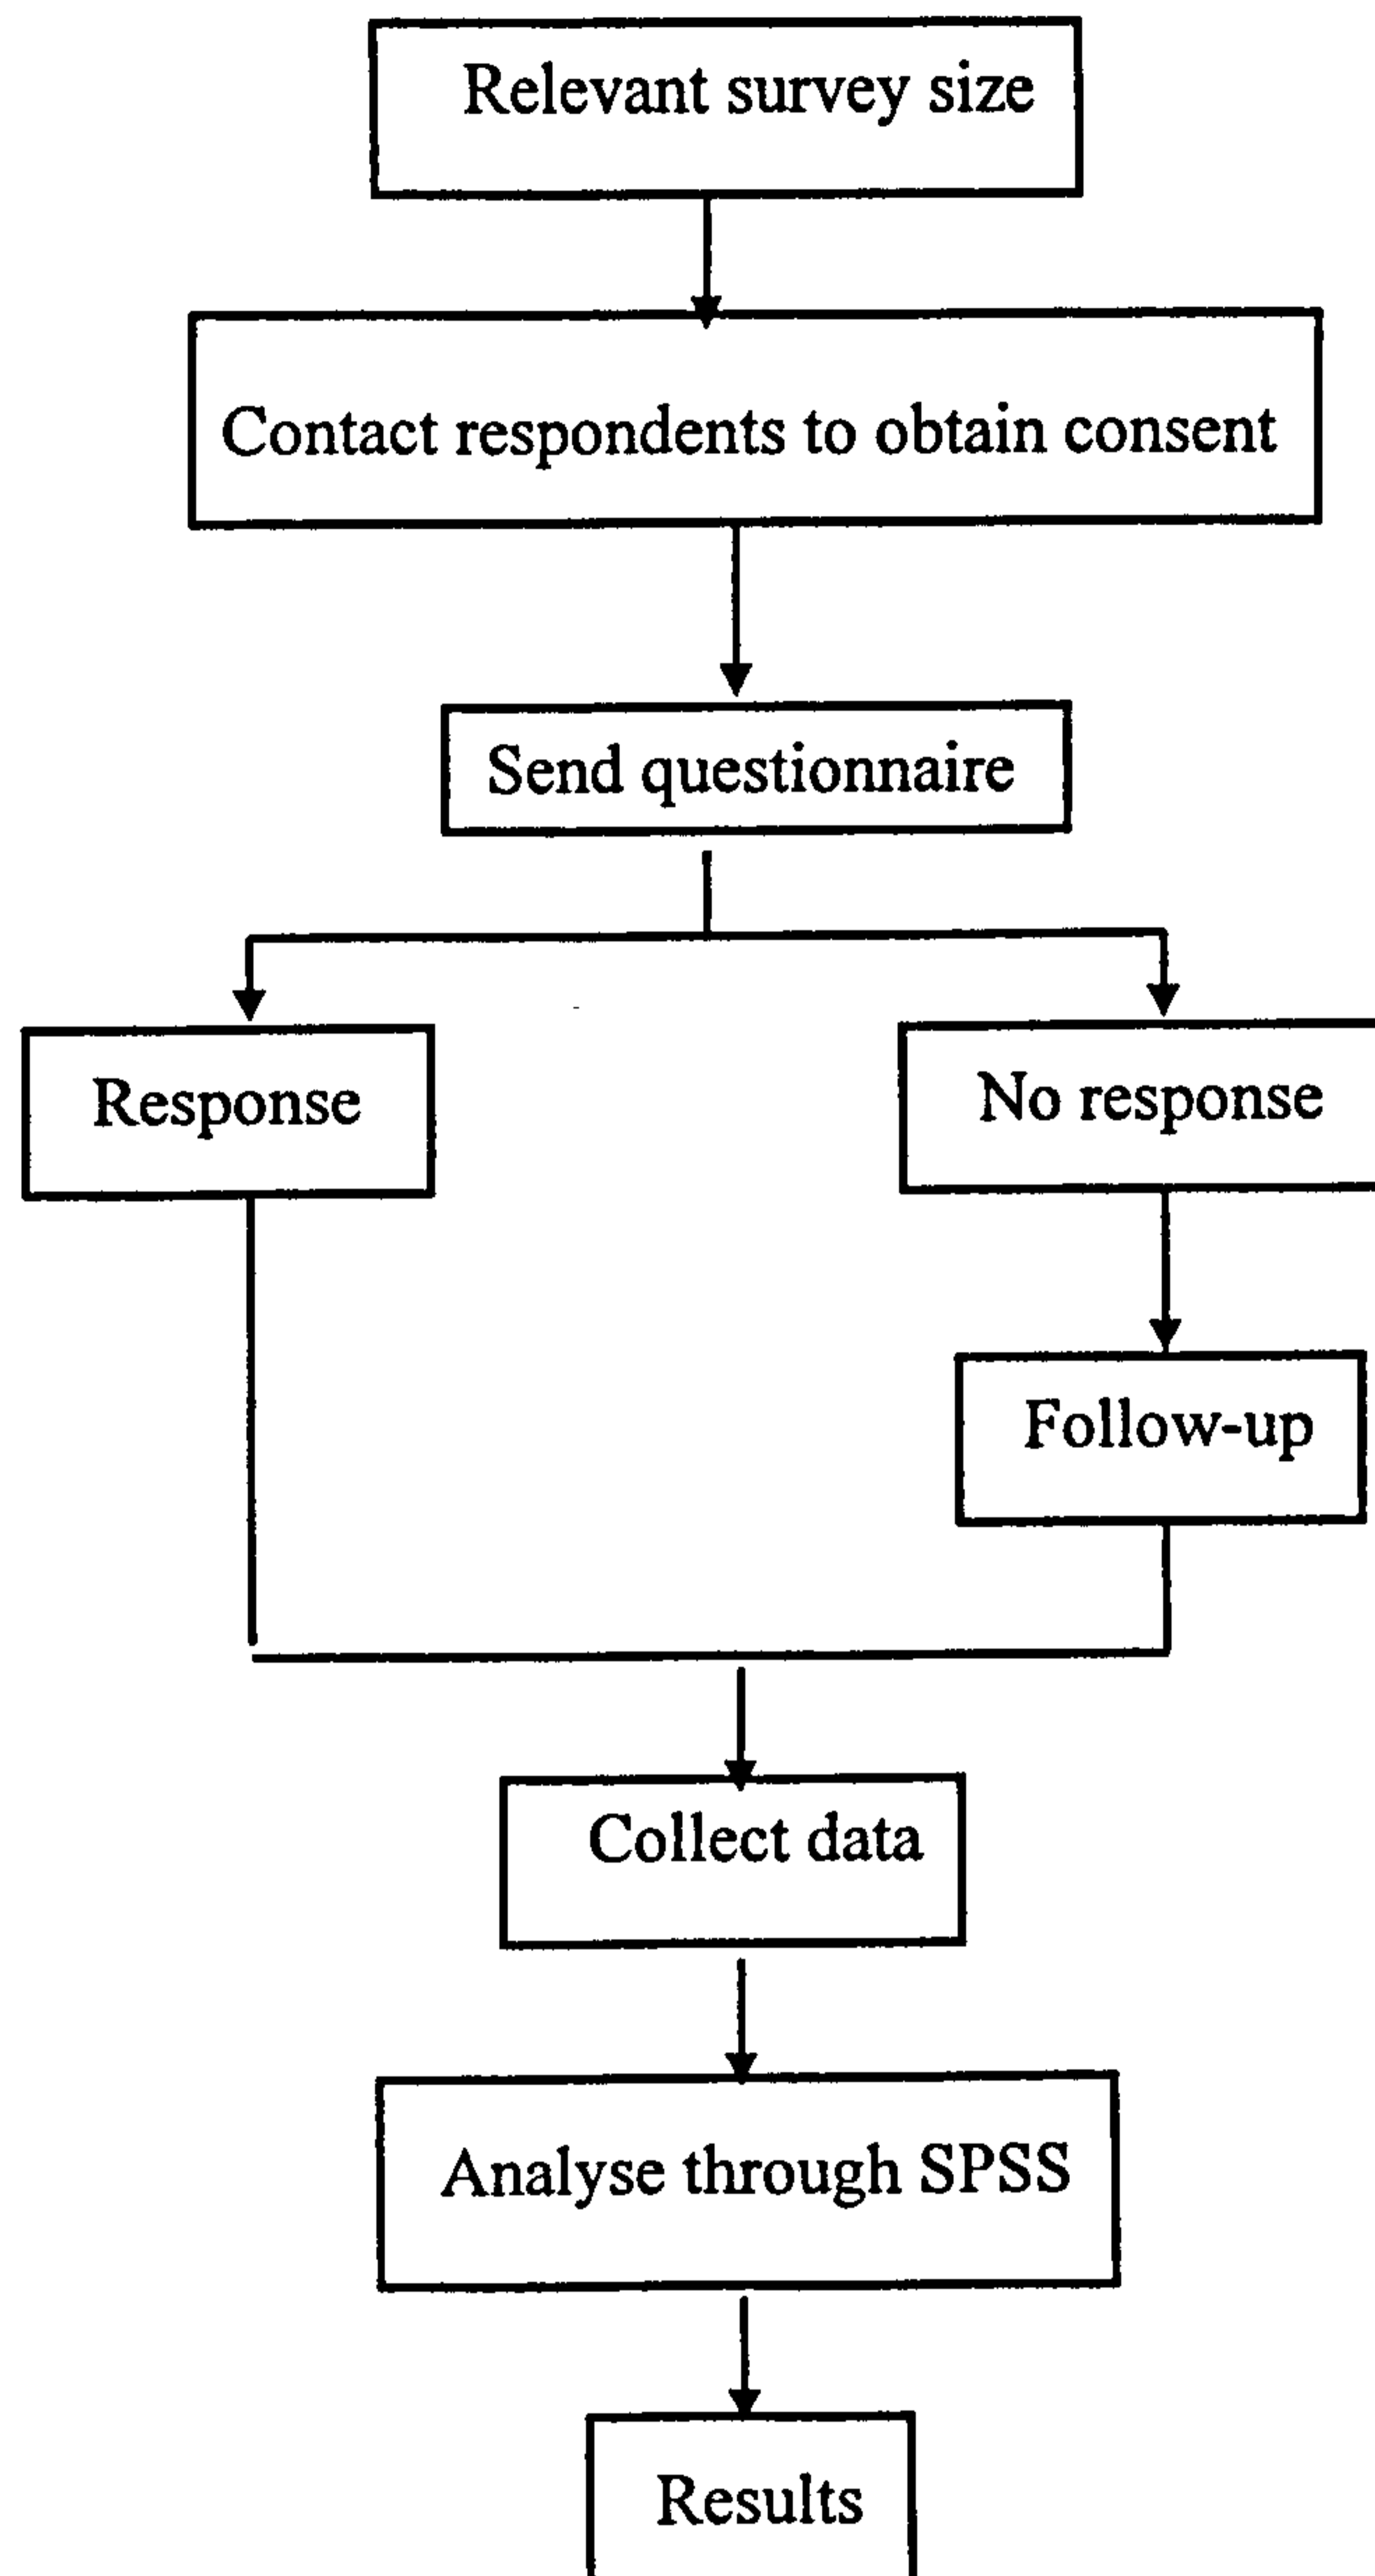 Relevant survey size
Contact respondents to obtain consent
Send questionnaire
Response
No response
Follow-up
Collect data
Analyse through SPSS
Results